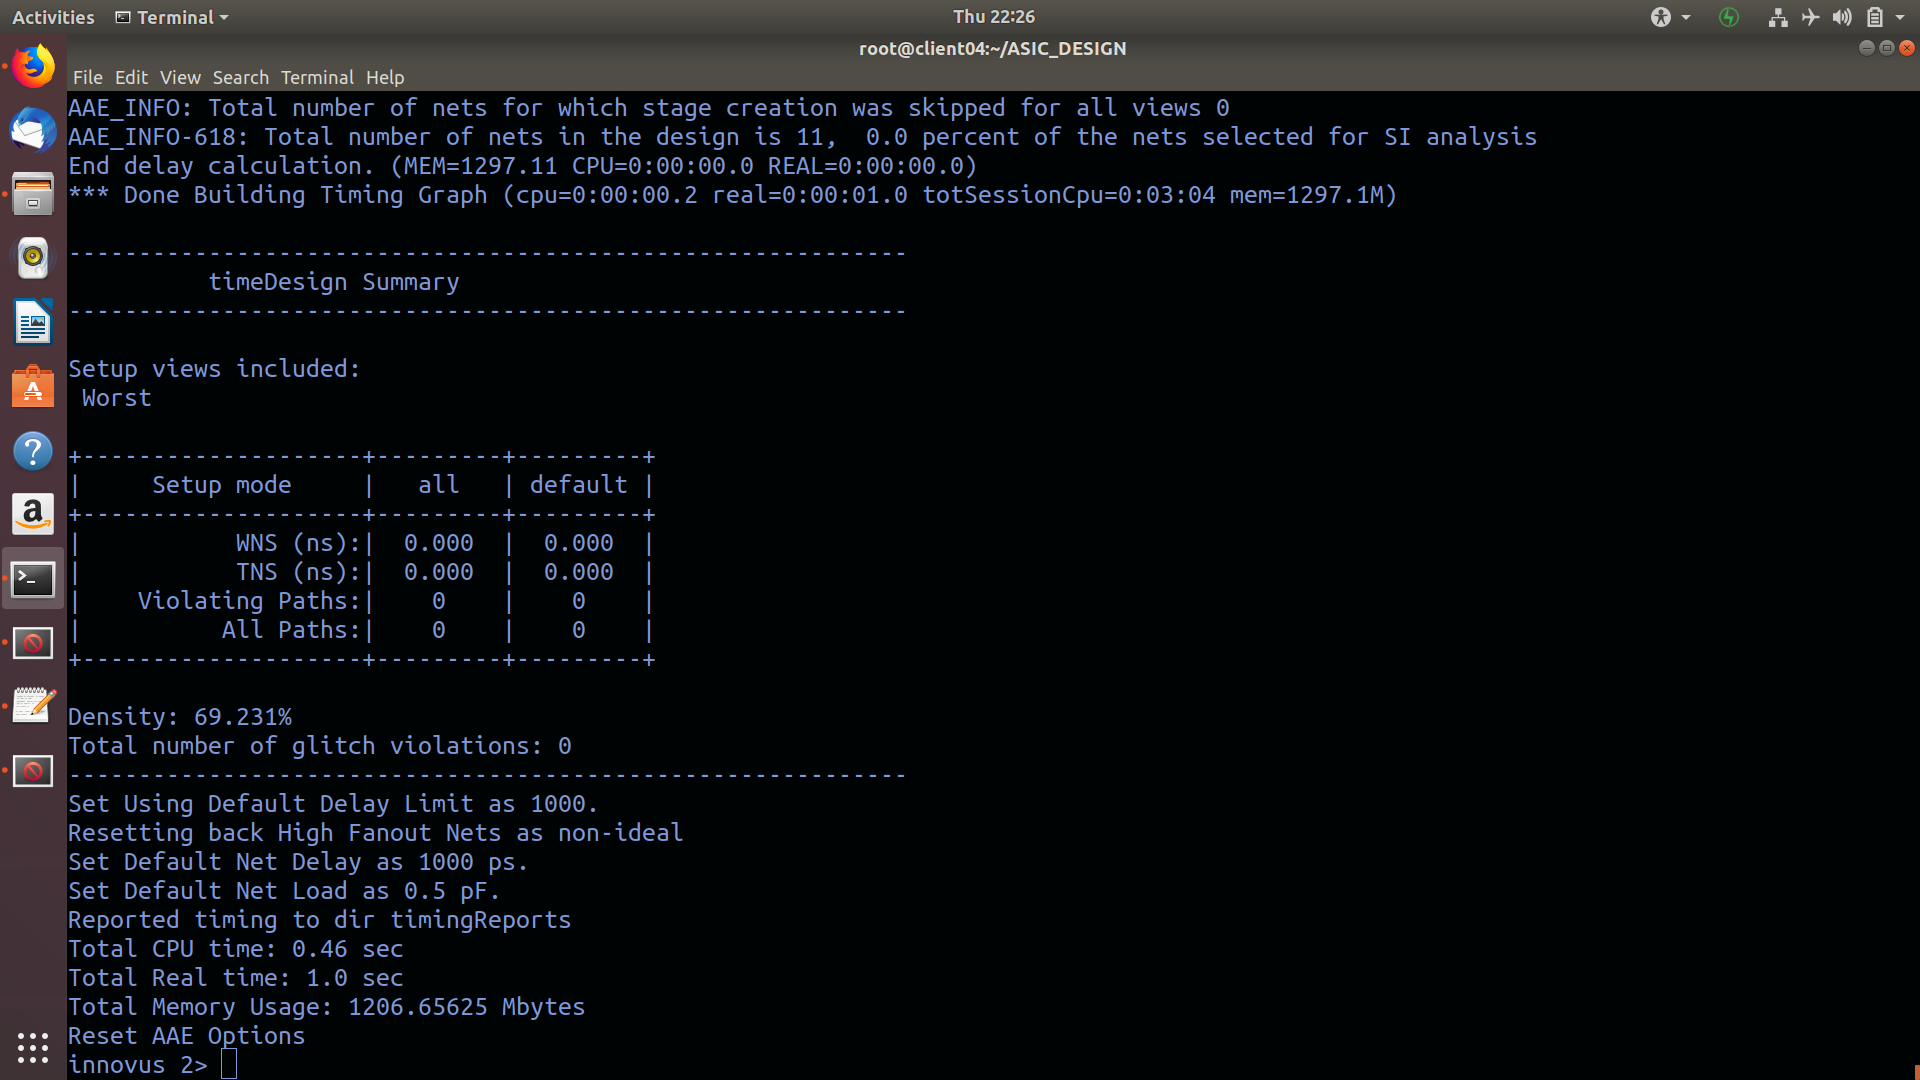 Activities Terminal Thu 22:26
root@client04:~/ASIC_DESIGN
File Edit View Search Terminal Help
AAE_INFO: Total number of nets for which stage creation was skipped for all views 0
AAE_INFO-618: Total number of nets in the design is 11,  0.0 percent of the nets selected for SI analysis
End delay calculation. (MEM=1297.11 CPU=0:00:00.0 REAL=0:00:00.0)
*** Done Building Timing Graph (cpu=0:00:00.2 real=0:00:01.0 totSessionCpu=0:03:04 mem=1297.1M)
------------------------------------------------------------
          timeDesign Summary
------------------------------------------------------------
Setup views included:
 Worst
+--------------------+---------+---------+
|     Setup mode     |   all   | default |
+--------------------+---------+---------+
|           WNS (ns):|  0.000  |  0.000  |
|           TNS (ns):|  0.000  |  0.000  |
|    Violating Paths:|    0    |    0    |
|          All Paths:|    0    |    0    |
+--------------------+---------+---------+
Density: 69.231%
Total number of glitch violations: 0
------------------------------------------------------------
Set Using Default Delay Limit as 1000.
Resetting back High Fanout Nets as non-ideal
Set Default Net Delay as 1000 ps.
Set Default Net Load as 0.5 pF.
Reported timing to dir timingReports
Total CPU time: 0.46 sec
Total Real time: 1.0 sec
Total Memory Usage: 1206.65625 Mbytes
Reset AAE Options
innovus 2>